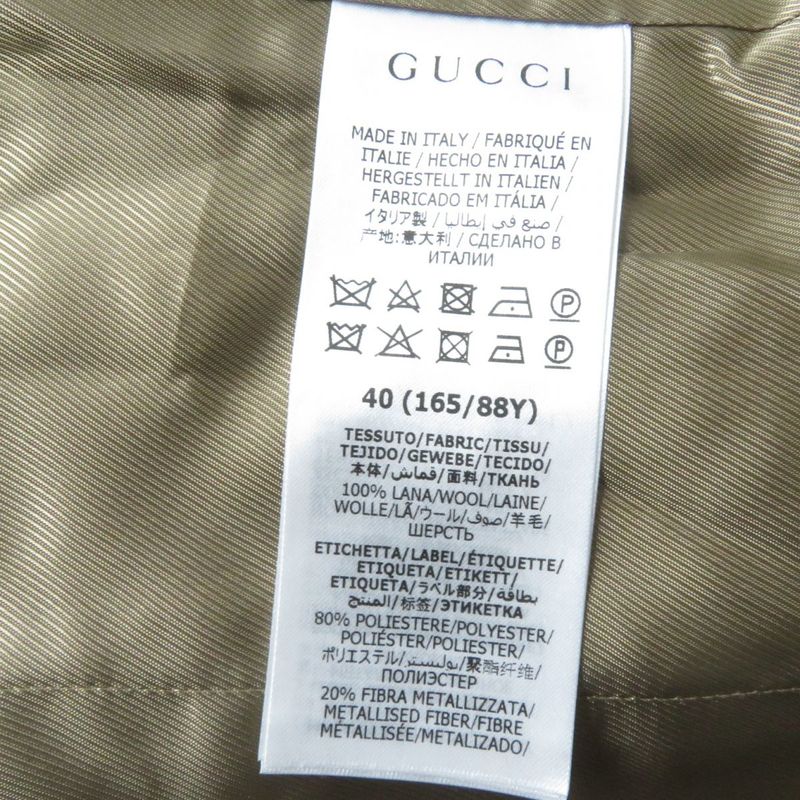 GUCCI
MADE IN ITALY / FABRIQUÉ EN
ITALIE / HECHO EN ITALIA /
HERGESTELLT IN ITALIEN /
FABRICADO EM ITÁLIA /
イタリア製 / صنع في إيطاليا /
产地:意大利 / СДЕЛАНО В
ИТАЛИИ
P
P
40 (165/88Y)
TESSUTO/FABRIC/TISSU/
TEJIDO/GEWEBE/TECIDO/
本体/قماش/面料/ТКАНЬ
100% LANA/WOOL/LAINE/
WOLLE/LÃ/ウール/صوف/羊毛/
ШЕРСТЬ
ETICHETTA/LABEL/ÉTIQUETTE/
ETIQUETA/ETIKETT/
ETIQUETA/ラベル部分/بطاقة/
المنتج/标签/ЭТИКЕТКА
80% POLIESTERE/POLYESTER/
POLIÉSTER/POLIESTER/
ポリエステル/بوليستر/聚酯纤维/
ПОЛИЭСТЕР
20% FIBRA METALLIZZATA/
METALLISED FIBER/FIBRE
MÉTALLISÉE/METALIZADO/